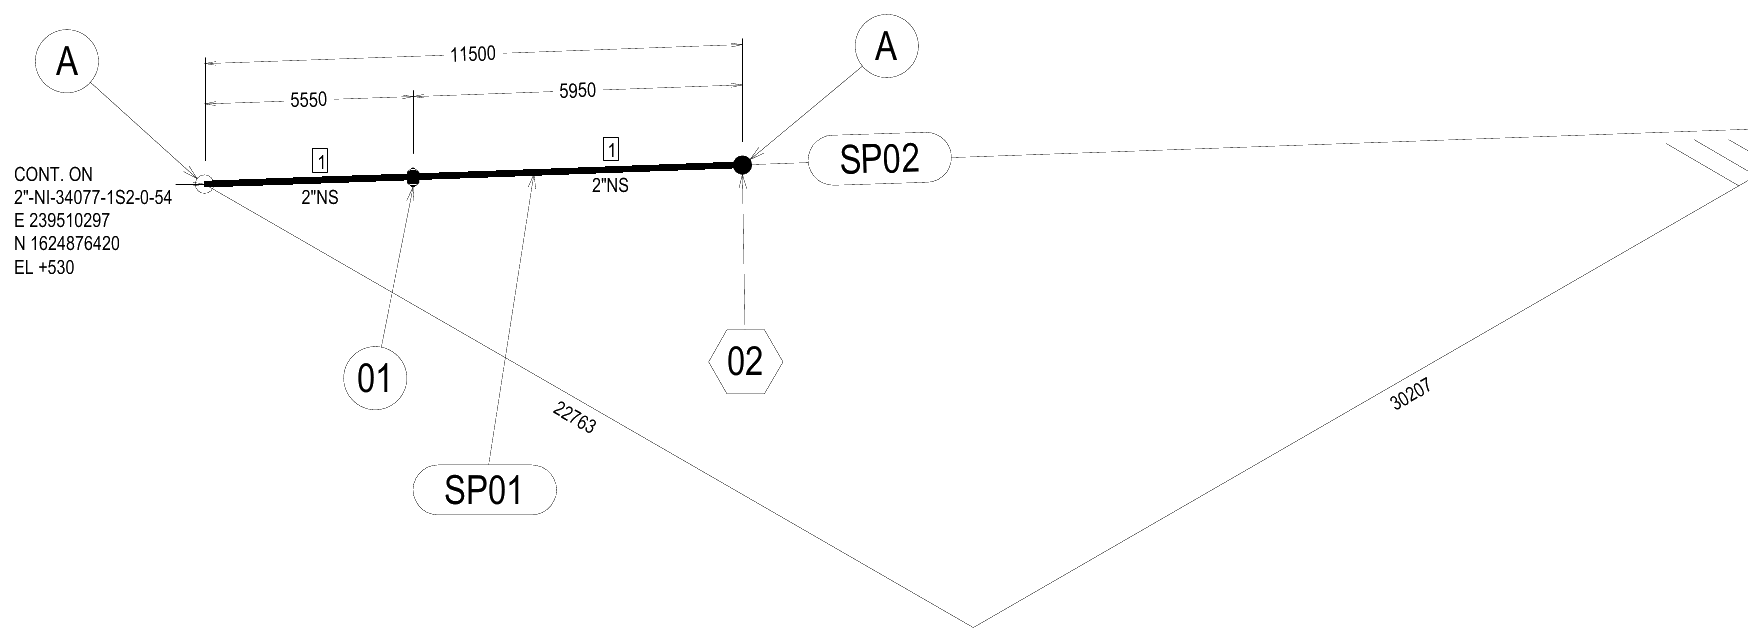 A
11500
A
5550
5950
1
1
SP02
CONT. ON
2"-NI-34077-1S2-0-54
2"NS
2"NS
E 239510297
N 1624876420
EL +530
01
02
22763
30207
SP01